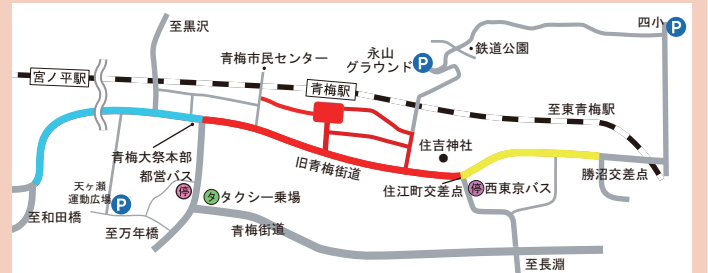 至黒沢
四小
P
青梅市民センター
永山
グラウンド
P
鉄道公園
宮ノ平駅
青梅駅
至東青梅駅
青梅大祭本部
旧青梅街道
住吉神社
都営バス
停
タ
タクシー乗場
住江町交差点
停
西東京バス
勝沼交差点
天ヶ瀬
運動広場
P
至和田橋
至万年橋
青梅街道
至長淵